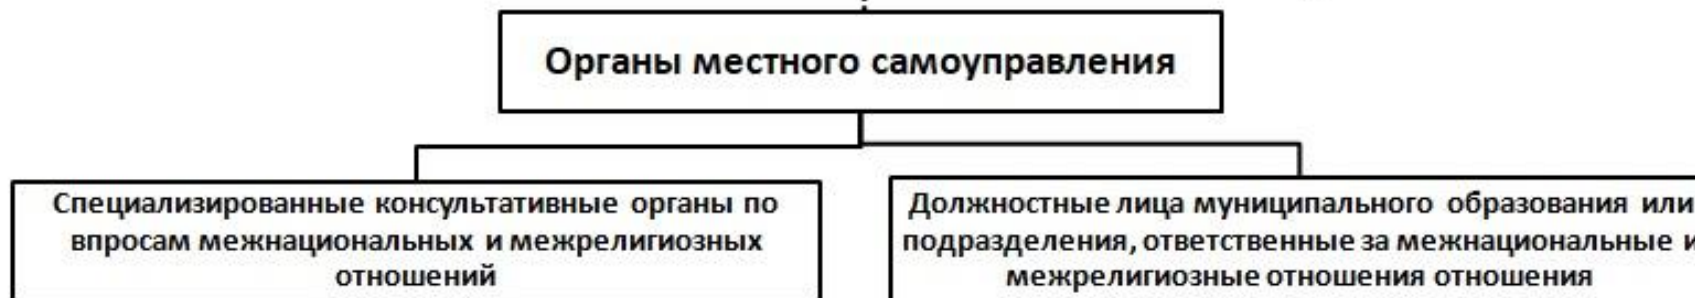 Органы местного самоуправления
Специализированные консультативные органы по
впросам межнациональных и межрелигиозных
отношений
Должностные лица муниципального образования или
подразделения, ответственные за межнациональные и
межрелигиозные отношения отношения